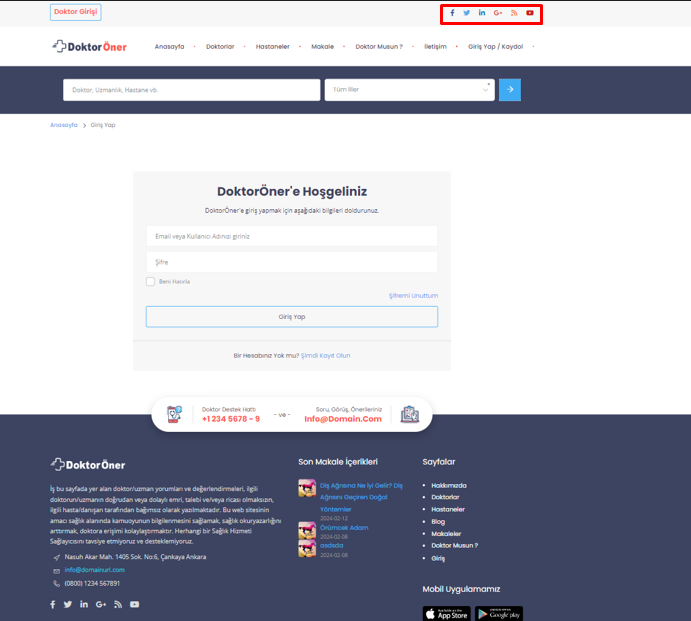 Doktor Girişi
DoktorÖner
Anasayfa
Doktorlar
Hastaneler
Makale
Doktor Musun ?
İletişim
Giriş Yap / Kaydol
Doktor, Uzmanlık, Hastane vb.
Tüm İller
Anasayfa > Giriş Yap
DoktorÖner'e Hoşgeliniz
DoktorÖner'e giriş yapmak için aşağıdaki bilgileri doldurunuz.
Email veya Kullanıcı Adınızı giriniz
Şifre
Beni Hatırla
Şifremi Unuttum
Giriş Yap
Bir Hesabınız Yok mu? Şimdi Kayıt Olun
Doktor Destek Hattı
+1 234 5678 - 9
- ve -
Soru, Görüş, Önerileriniz
Info@Domain.Com
DoktorÖner
İş bu sayfada yer alan doktor/uzman yorumları ve değerlendirmeleri, ilgili
doktorun/uzmanın doğrudan veya dolaylı emri, talebi ve/veya ricası olmaksızın,
ilgili hasta/danışan tarafından bağımsız olarak yazılmaktadır. Bu web sitesinin
amacı sağlık alanında kamuoyunun bilgilenmesini sağlamak, sağlık okuryazarlığını
arttırmak, doktora erişimi kolaylaştırmaktır. Herhangi bir Sağlık Hizmeti
Sağlayıcısını tavsiye etmiyoruz ve desteklemiyoruz.
Nasuh Akar Mah. 1405 Sok. No:6, Çankaya Ankara
info@domainurl.com
(0800) 1234 567891
Son Makale İçerikleri
Diş Ağrısına Ne İyi Gelir? Diş
Ağrısını Geçiren Doğal
Yöntemler
2024-02-12
Örümcek Adam
2024-02-08
asdsda
2024-02-08
Sayfalar
Hakkımızda
Doktorlar
Hastaneler
Blog
Makaleler
Doktor Musun ?
Giriş
Mobil Uygulamamız
App Store
Google Play